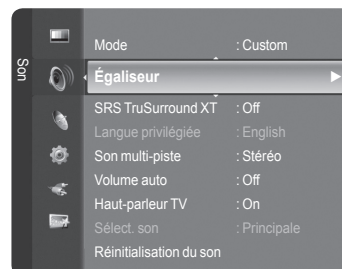 Son
Mode : Custom
Égaliseur
SRS TruSurround XT : Off
Langue privilégiée : English
Son multi-piste : Stéréo
Volume auto : Off
Haut-parleur TV : On
Sélect. son : Principale
Réinitialisation du son